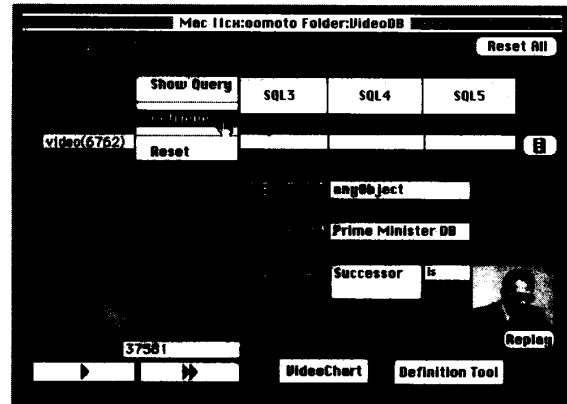 Mac IIcx:oomoto Folder:VideoDB
Reset All
Show Query
SQL3
SQL4
SQL5
video(6762)
Reset
anyObject
Prime Minister DB
Successor
Is
Replay
37581
VideoChart
Definition Tool